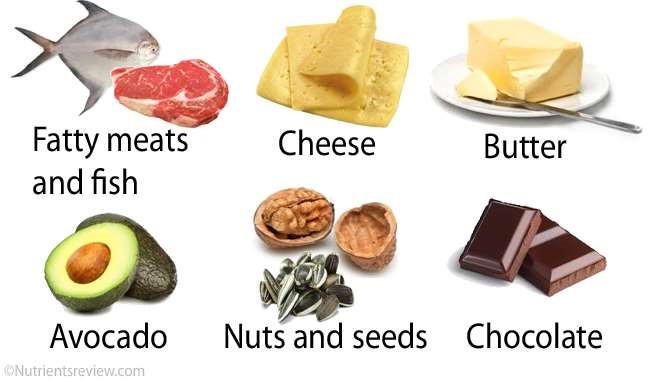 Fatty meats
and fish
Cheese
Butter
Avocado
Nuts and seeds
Chocolate
©Nutrientsreview.com